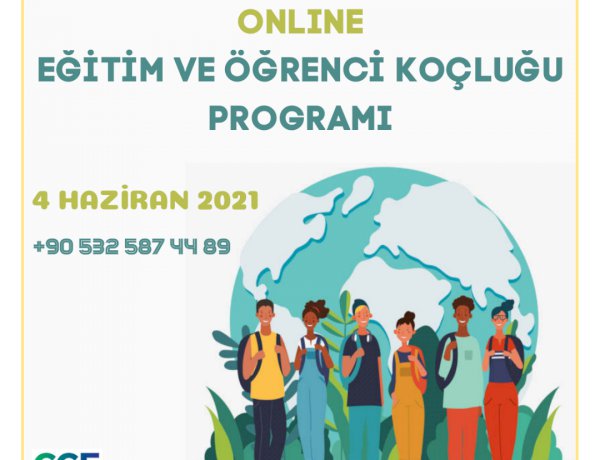 ONLINE
EĞİTİM VE ÖĞRENCİ KOÇLUĞU
PROGRAMI
4 HAZİRAN 2021
+90 532 587 44 89